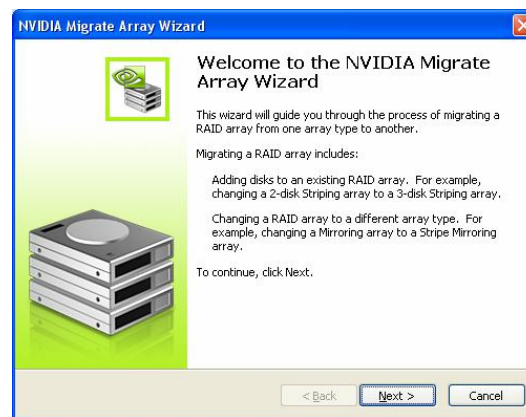 NVIDIA Migrate Array Wizard
Welcome to the NVIDIA Migrate
Array Wizard
This wizard will guide you through the process of migrating a
RAID array from one array type to another.
Migrating a RAID array includes:
Adding disks to an existing RAID array. For example,
changing a 2-disk Striping array to a 3-disk Striping array.
Changing a RAID array to a different array type. For
example, changing a Mirroring array to a Stripe Mirroring
array.
To continue, click Next.
< Back
Next >
Cancel